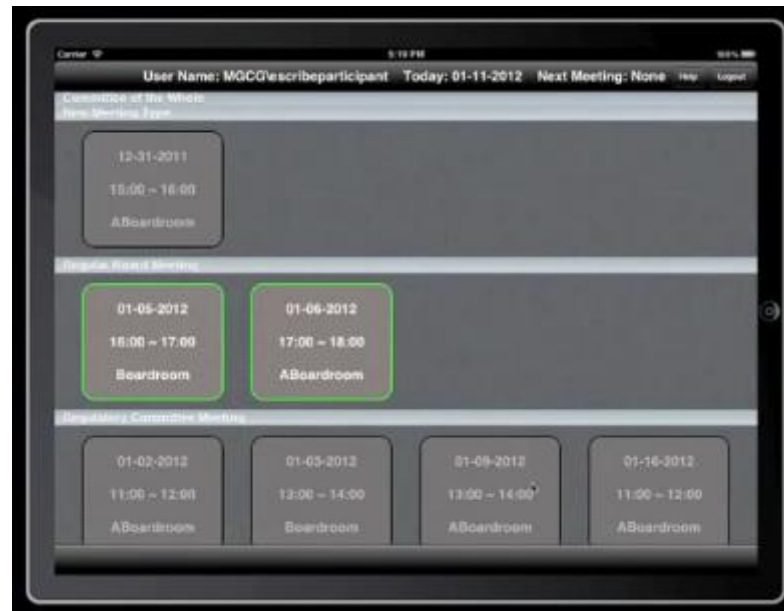 Carrier 5:19 PM 100%
User Name: MGCG\escribeparticipant Today: 01-11-2012 Next Meeting: None Help Logout
Committee of the Whole
New Meeting Type
12-31-2011
15:00 ~ 16:00
ABoardroom
Regular Board Meeting
01-05-2012 01-06-2012
16:00 ~ 17:00 17:00 ~ 18:00
Boardroom ABoardroom
Regulatory Committee Meeting
01-02-2012 01-03-2012 01-09-2012 01-16-2012
11:00 ~ 12:00 13:00 ~ 14:00 13:00 ~ 14:00 11:00 ~ 12:00
ABoardroom Boardroom ABoardroom ABoardroom